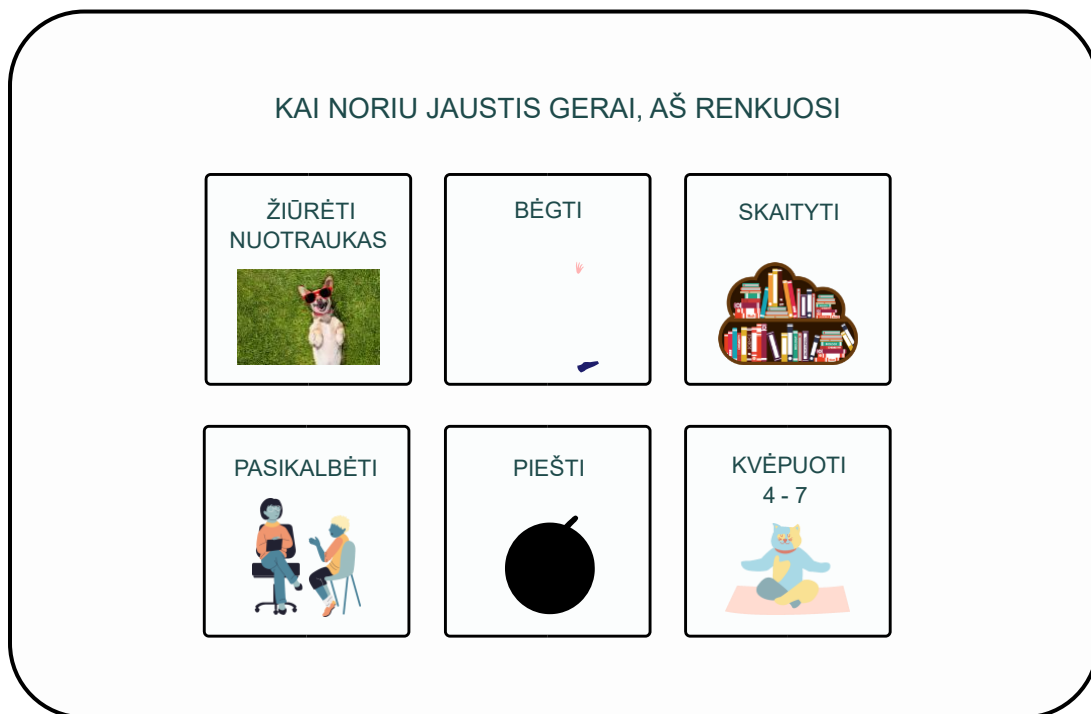 KAI NORIU JAUSTIS GERAI, AŠ RENKUOSI
ŽIŪRĖTI
NUOTRAUKAS
BĖGTI
SKAITYTI
PASIKALBĖTI
PIEŠTI
KVĖPUOTI
4 - 7